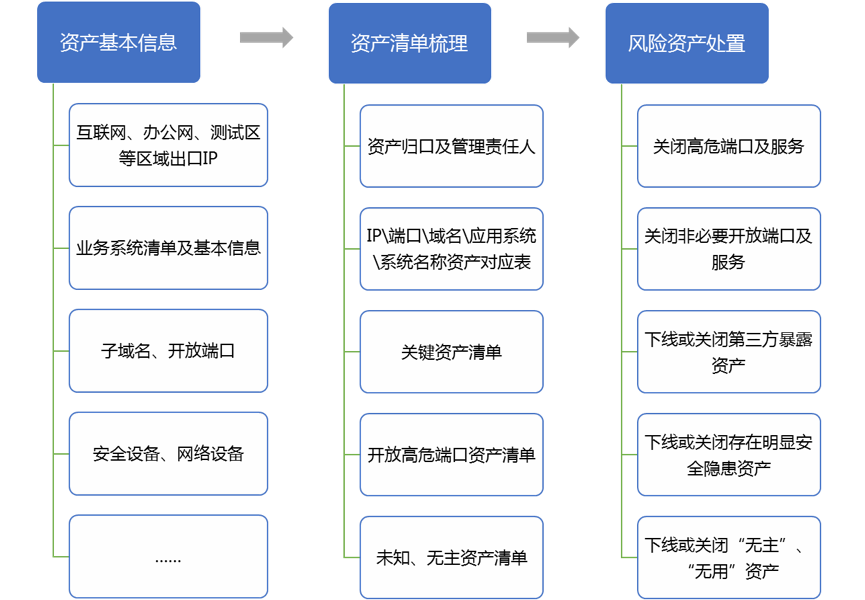 资产基本信息
互联网、办公网、测试区
等区域出口IP
业务系统清单及基本信息
子域名、开放端口
安全设备、网络设备
……
资产清单梳理
资产归口及管理责任人
IP\端口\域名\应用系统
\系统名称资产对应表
关键资产清单
开放高危端口资产清单
未知、无主资产清单
风险资产处置
关闭高危端口及服务
关闭非必要开放端口及
服务
下线或关闭第三方暴露
资产
下线或关闭存在明显安
全隐患资产
下线或关闭“无主”、
“无用”资产